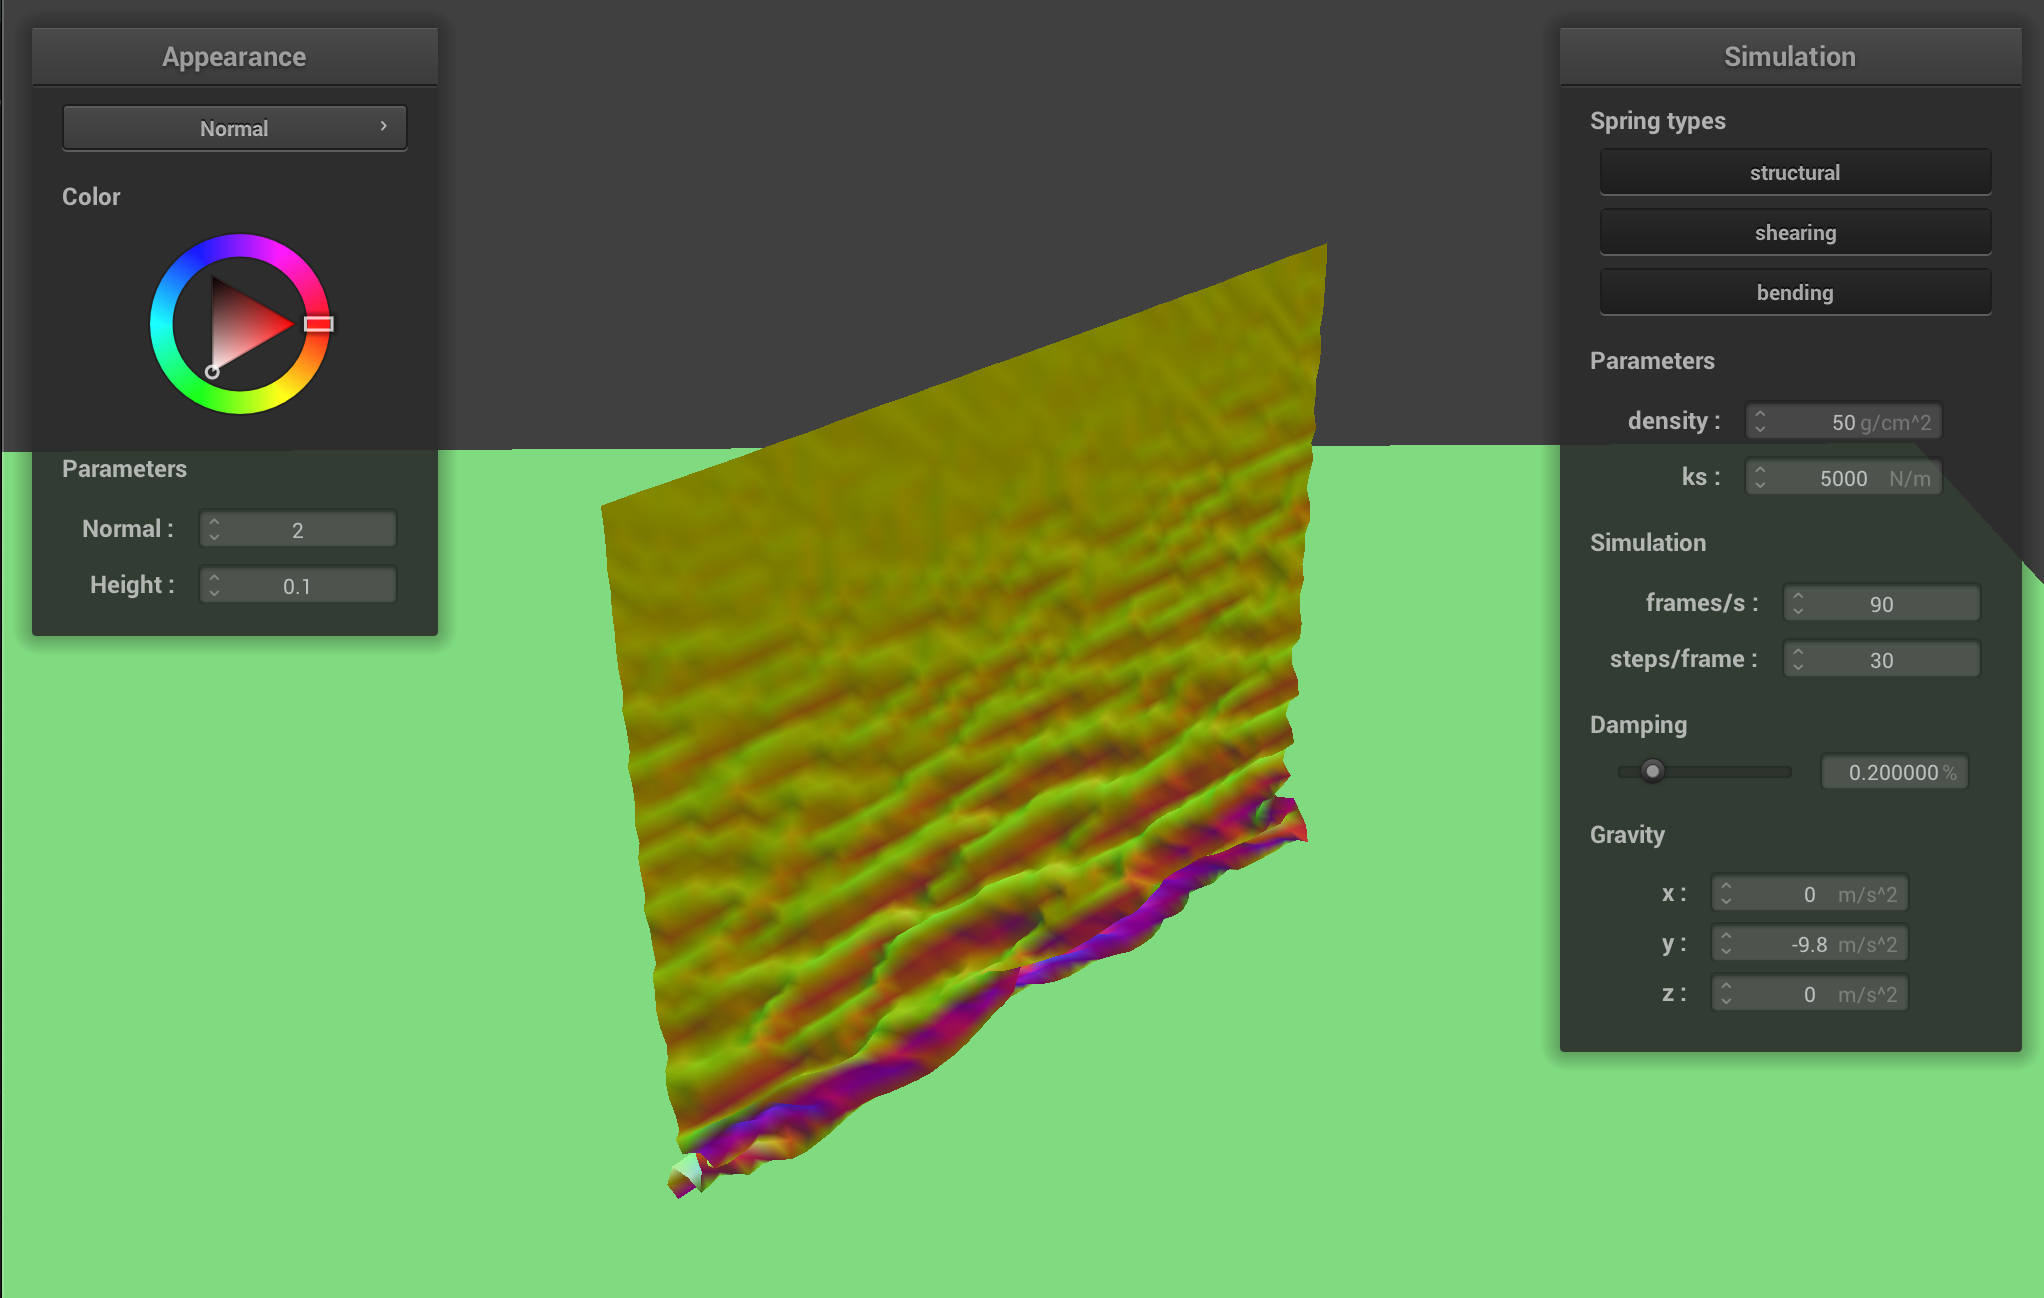 Appearance
Normal
Color
Parameters
Normal : 2
Height : 0.1
Simulation
Spring types
structural
shearing
bending
Parameters
density : 50 g/cm^2
ks : 5000 N/m
Simulation
frames/s : 90
steps/frame : 30
Damping
0.200000 %
Gravity
x : 0 m/s^2
y : -9.8 m/s^2
z : 0 m/s^2